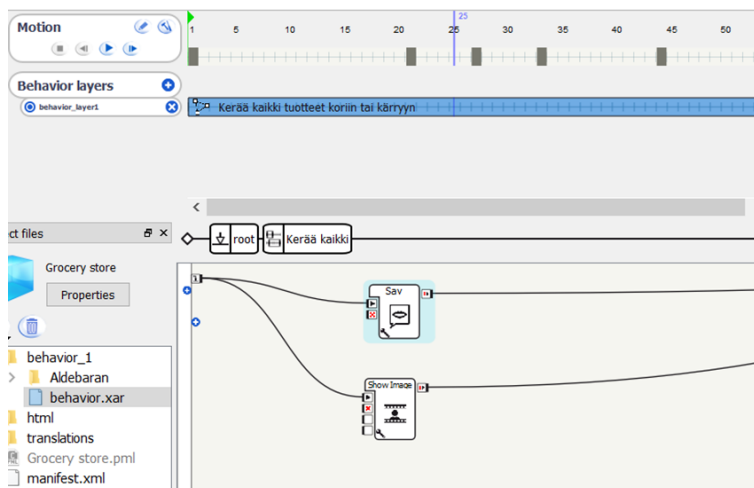 Motion
25
1 5 10 15 20 25 30 35 40 45 50
Behavior layers
behavior_layer1
Kerää kaikki tuotteet koriin tai kärryyn
ct files
root
Kerää kaikki
Grocery store
Properties
1
Say
Show Image
behavior_1
Aldebaran
behavior.xar
html
translations
Grocery store.pml
manifest.xml